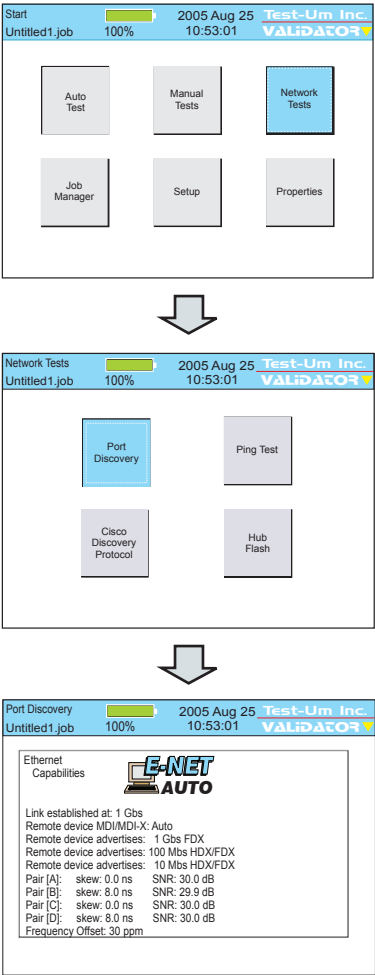 Start 2005 Aug 25 Test-Um Inc.
Untitled1.job 100% 10:53:01 VALiDATOR
Auto
Test
Manual
Tests
Network
Tests
Job
Manager
Setup
Properties
Network Tests 2005 Aug 25 Test-Um Inc.
Untitled1.job 100% 10:53:01 VALiDATOR
Port
Discovery
Ping Test
Cisco
Discovery
Protocol
Hub
Flash
Port Discovery 2005 Aug 25 Test-Um Inc.
Untitled1.job 100% 10:53:01 VALiDATOR
Ethernet
Capabilities
E-NET
AUTO
Link established at: 1 Gbs
Remote device MDI/MDI-X: Auto
Remote device advertises: 1 Gbs FDX
Remote device advertises: 100 Mbs HDX/FDX
Remote device advertises: 10 Mbs HDX/FDX
Pair [A]: skew: 0.0 ns SNR: 30.0 dB
Pair [B]: skew: 8.0 ns SNR: 29.9 dB
Pair [C]: skew: 0.0 ns SNR: 30.0 dB
Pair [D]: skew: 8.0 ns SNR: 30.0 dB
Frequency Offset: 30 ppm